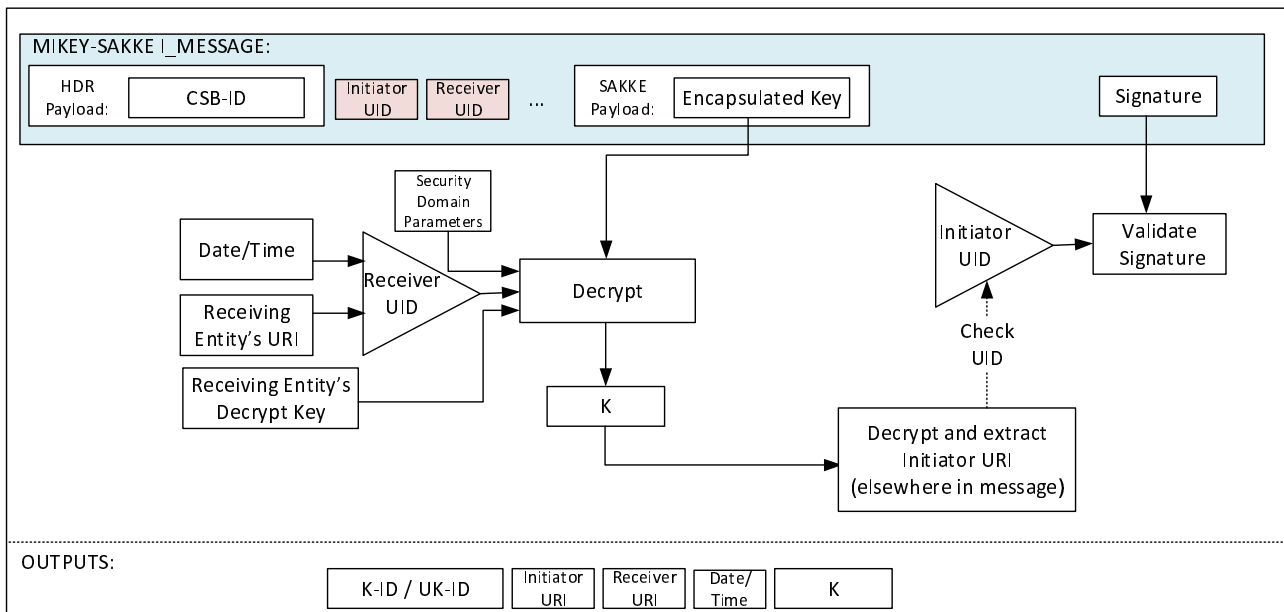 MIKEY-SAKKE I_MESSAGE:
HDR
Payload:
CSB-ID
Initiator
UID
Receiver
UID
...
SAKKE
Payload:
Encapsulated Key
Signature
Security
Domain
Parameters
Date/Time
Receiving
Entity's URI
Receiver
UID
Receiving Entity's
Decrypt Key
Decrypt
K
Initiator
UID
Validate
Signature
Check
UID
Decrypt and extract
Initiator URI
(elsewhere in message)
OUTPUTS:
K-ID / UK-ID
Initiator
URI
Receiver
URI
Date/
Time
K